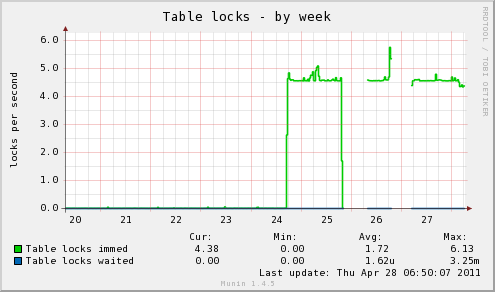 Table locks - by week
RRDTOOL / TOBI OETIKER
locks per second
6.0
5.0
4.0
3.0
2.0
1.0
0.0
20 21 22 23 24 25 26 27
Cur: Min: Avg: Max:
Table locks immed 4.38 0.00 1.72 6.13
Table locks waited 0.00 0.00 1.62u 3.25m
Last update: Thu Apr 28 06:50:07 2011
Munin 1.4.5